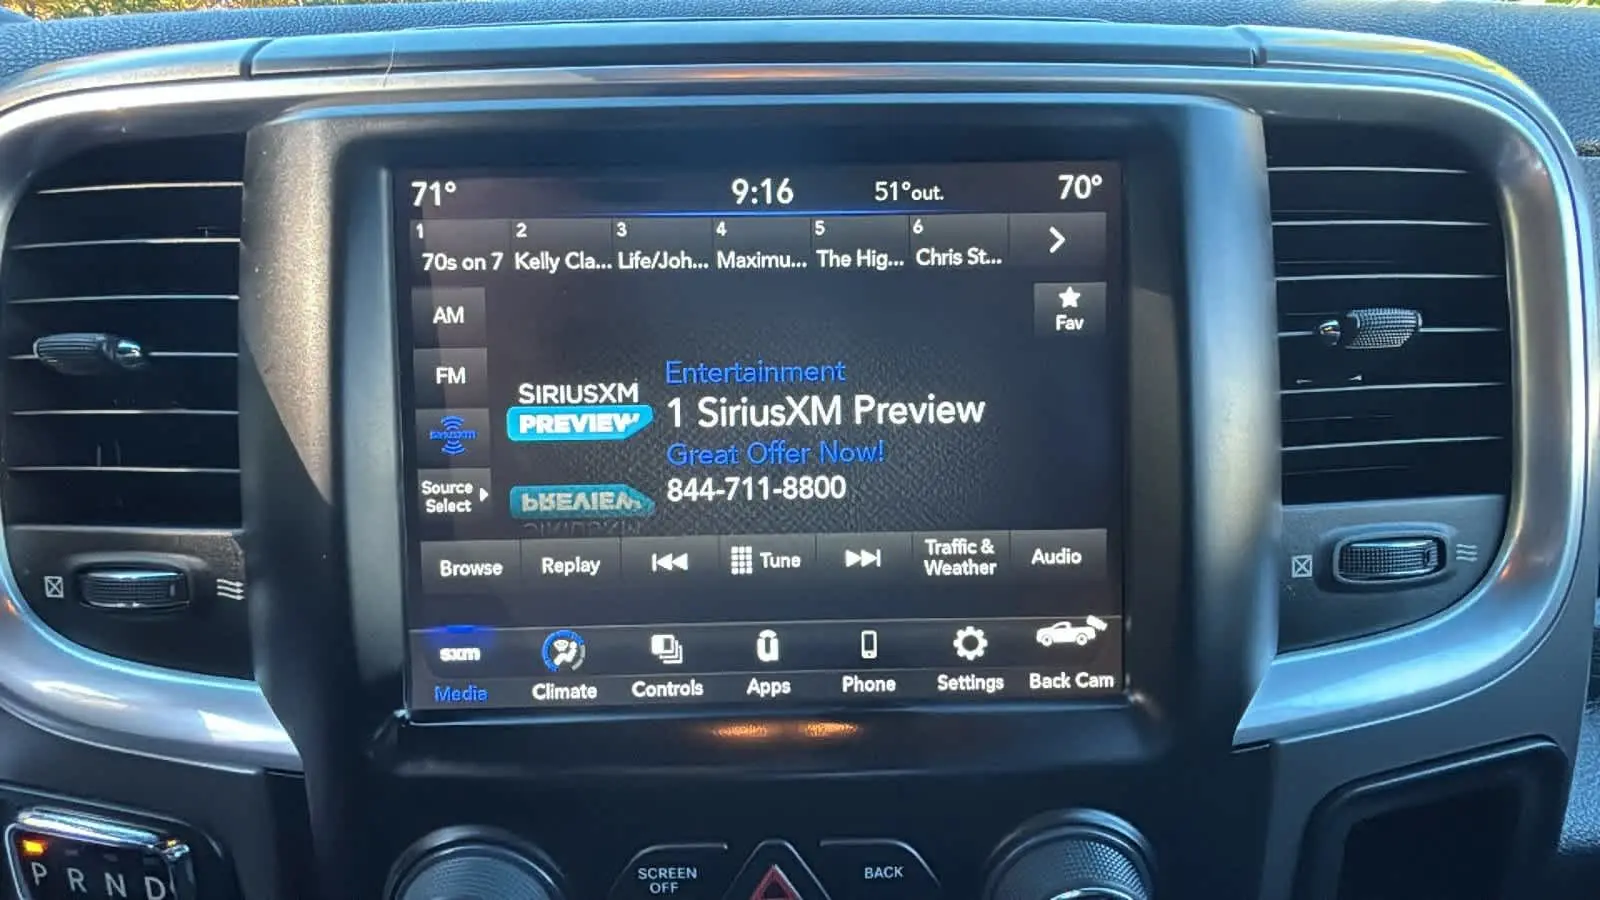 71° 9:16 51°out. 70°
1 2 3 4 5 6
70s on 7 Kelly Cla... Life/Joh... Maximu... The Hig... Chris St...
AM
Fav
FM
Entertainment
SIRIUSXM
PREVIEW
1 SiriusXM Preview
siriusxm
Great Offer Now!
Source
Select
844-711-8800
Browse Replay Tune Traffic &
Weather Audio
sxm
Media Climate Controls Apps Phone Settings Back Cam
P R N D
SCREEN
OFF
BACK